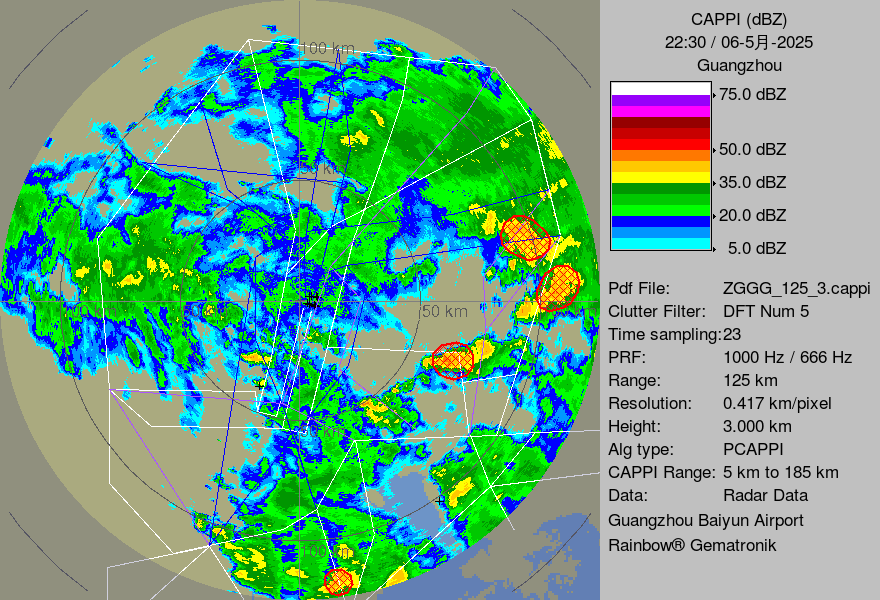 CAPPI (dBZ)
22:30 / 06-5月-2025
Guangzhou
75.0 dBZ
50.0 dBZ
35.0 dBZ
20.0 dBZ
5.0 dBZ
Pdf File: ZGGG_125_3.cappi
Clutter Filter: DFT Num 5
Time sampling:23
PRF: 1000 Hz / 666 Hz
Range: 125 km
Resolution: 0.417 km/pixel
Height: 3.000 km
Alg type: PCAPPI
CAPPI Range: 5 km to 185 km
Data: Radar Data
Guangzhou Baiyun Airport
Rainbow® Gematronik
100 km
50 km
50 km
100 km